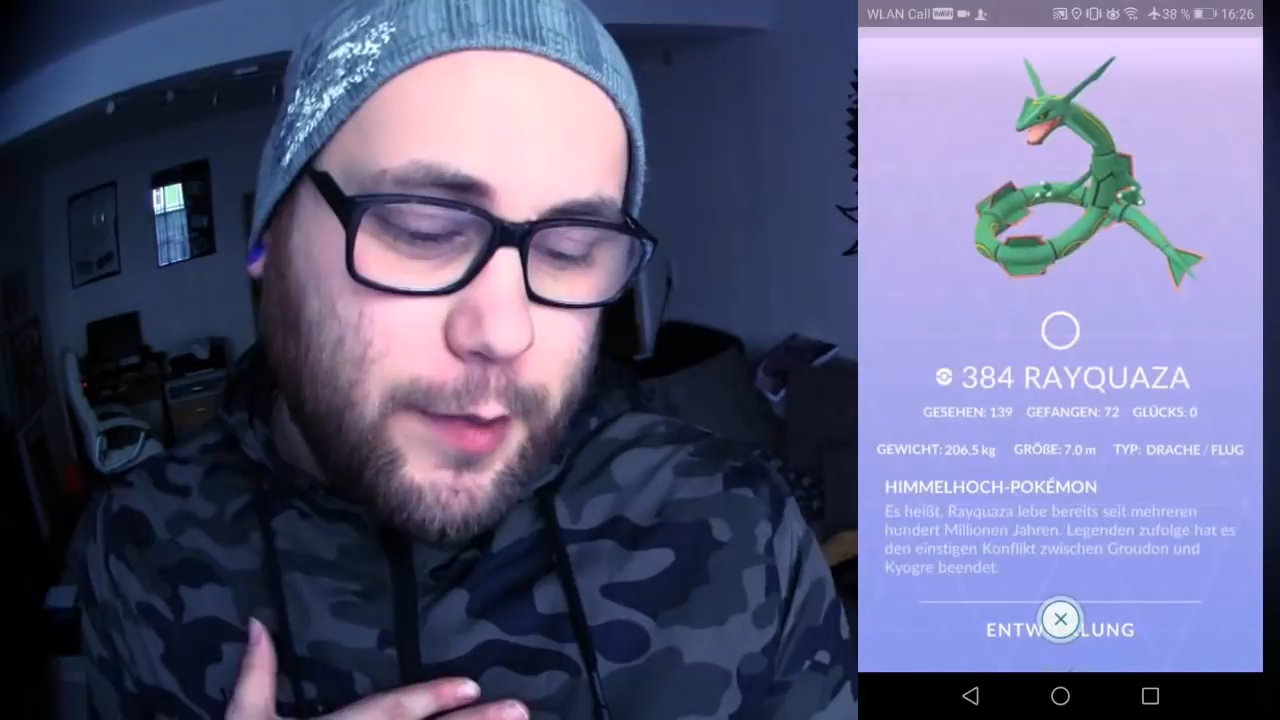 WLAN Call 38 % 16:26
384 RAYQUAZA
GESEHEN: 139 GEFANGEN: 72 GLÜCKS: 0
GEWICHT: 206.5 kg GRÖßE: 7.0 m TYP: DRACHE / FLUG
HIMMELHOCH-POKÉMON
Es heißt, Rayquaza lebe bereits seit mehreren
hundert Millionen Jahren. Legenden zufolge hat es
den einstigen Konflikt zwischen Groudon und
Kyogre beendet.